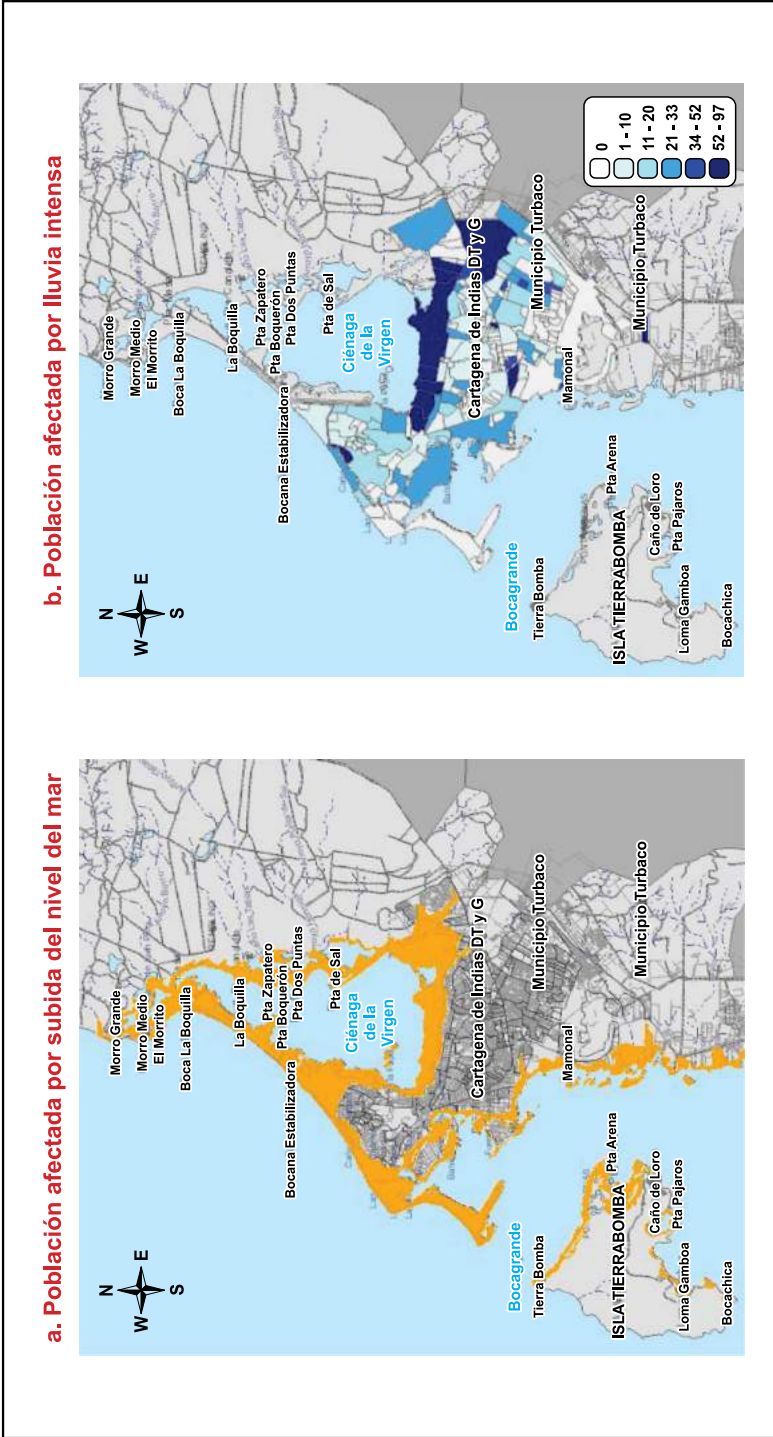 a. Población afectada por subida del nivel del mar
N
W
E
S
Morro Grande
Morro Medio
El Morrito
Boca La Boquilla
La Boquilla
Pta Zapatero
Pta Boquerón
Pta Dos Puntas
Bocana Estabilizadora
Pta de Sal
Ciénaga
de la
Virgen
Cartagena de Indias DT y G
Bocagrande
Tierra Bomba
Municipio Turbaco
Mamonal
ISLA TIERRABOMBA
Pta Arena
Municipio Turbaco
Caño de Loro
Pta Pajaros
Loma Gamboa
Bocachica
b. Población afectada por lluvia intensa
N
W
E
S
Morro Grande
Morro Medio
El Morrito
Boca La Boquilla
La Boquilla
Pta Zapatero
Pta Boquerón
Pta Dos Puntas
Bocana Estabilizadora
Pta de Sal
Ciénaga
de la
Virgen
Cartagena de Indias DT y G
Bocagrande
Tierra Bomba
Municipio Turbaco
Mamonal
ISLA TIERRABOMBA
Pta Arena
Municipio Turbaco
Caño de Loro
Pta Pajaros
Loma Gamboa
Bocachica
0
1 - 10
11 - 20
21 - 33
34 - 52
52 - 97